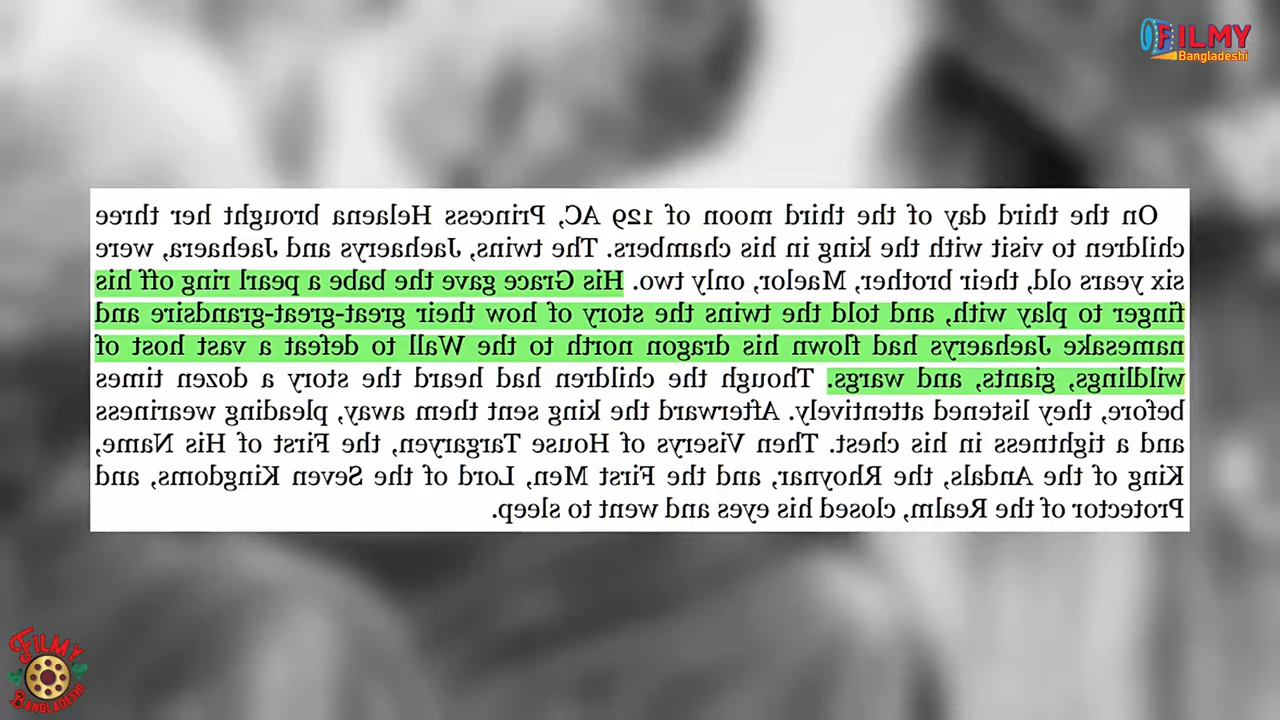 FILMY
Bangladeshi
On the third day of the third moon of 129 AC, Princess Helaena brought her three
children to visit with the king in his chambers. The twins, Jaehaerys and Jaehaera, were
six years old, their brother, Maelor, only two. His Grace gave the babe a pearl ring off his
finger to play with, and told the twins the story of how their great-great-grandsire and
namesake Jaehaerys had flown his dragon north to the Wall to defeat a vast host of
wildlings, giants, and wargs. Though the children had heard the story a dozen times
before, they listened attentively. Afterward the king sent them away, pleading weariness
and a tightness in his chest. Then Viserys of House Targaryen, the First of His Name,
King of the Andals, the Rhoynar, and the First Men, Lord of the Seven Kingdoms, and
Protector of the Realm, closed his eyes and went to sleep.
FILMY
BANGLADESHI